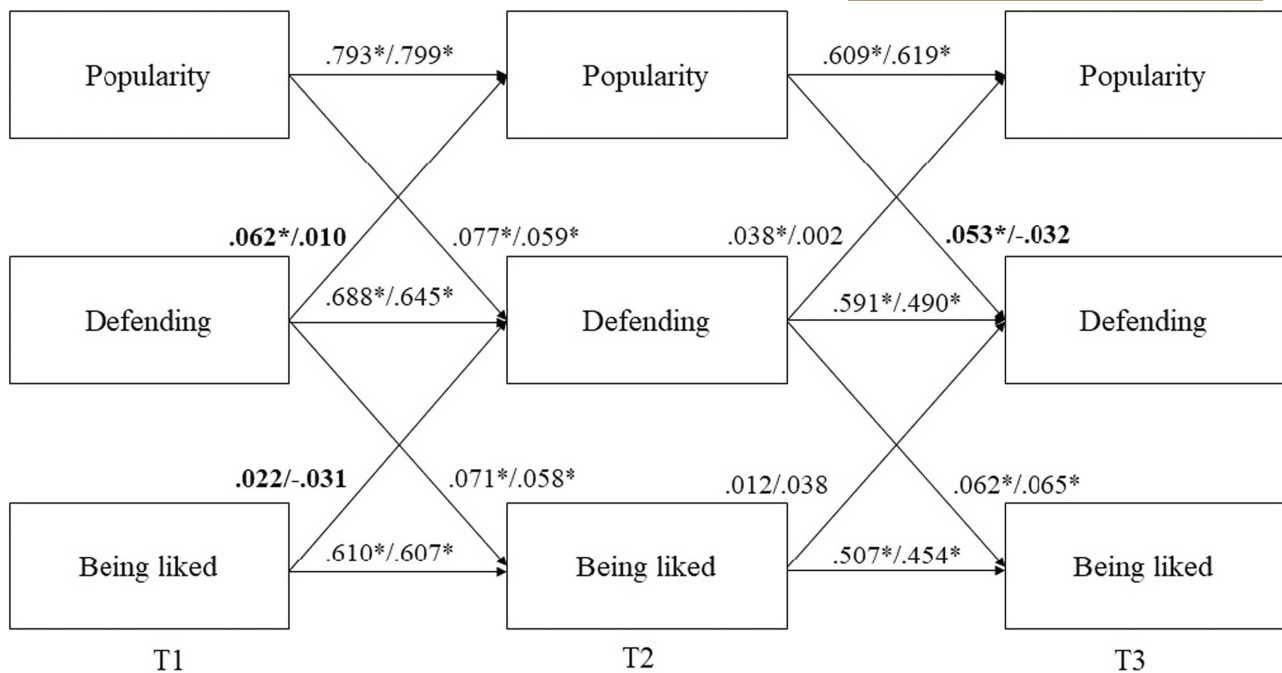 .793*/.799*
.609*/.619*
Popularity
Popularity
Popularity
.062*/.010
.077*/.059*
.038*/.002
.053*/-.032
.688*/.645*
.591*/.490*
Defending
Defending
Defending
.022/-.031
.071*/.058*
.012/.038
.062*/.065*
.610*/.607*
.507*/.454*
Being liked
Being liked
Being liked
T1
T2
T3